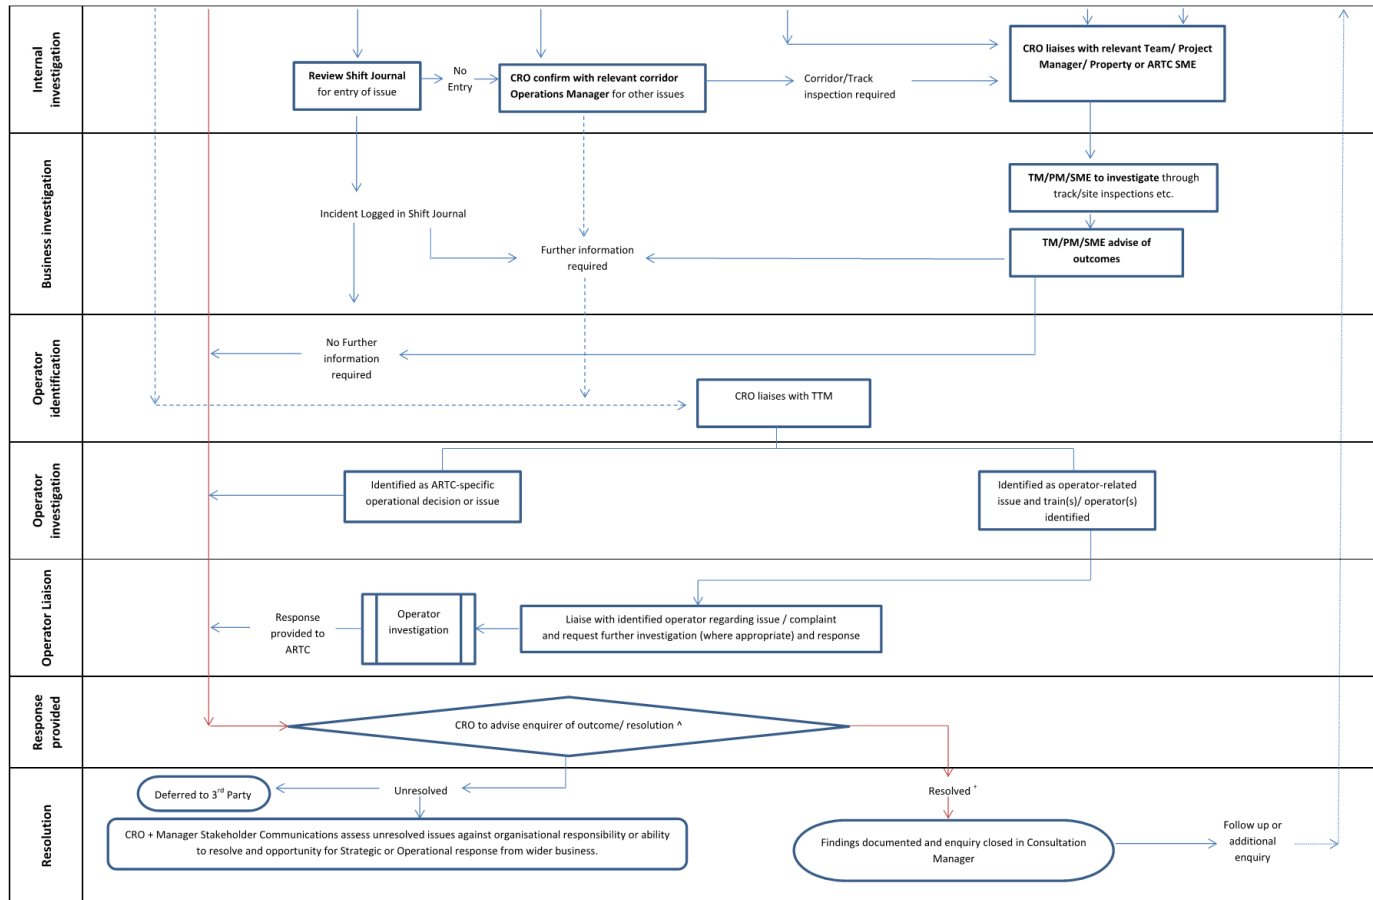 Internal
investigation
Review Shift Journal
for entry of issue
No
Entry
CRO confirm with relevant corridor
Operations Manager for other issues
Corridor/Track
inspection required
CRO liaises with relevant Team/ Project
Manager/ Property or ARTC SME
Business investigation
TM/PM/SME to investigate through
track/site inspections etc.
Incident Logged in Shift Journal
Further information
required
TM/PM/SME advise of
outcomes
Operator
identification
No Further
information
required
CRO liaises with TTM
Operator
investigation
Identified as ARTC-specific
operational decision or issue
Identified as operator-related
issue and train(s)/ operator(s)
identified
Operator Liaison
Response
provided to
ARTC
Operator
investigation
Liaise with identified operator regarding issue / complaint
and request further investigation (where appropriate) and response
Response
provided
CRO to advise enquirer of outcome/ resolution ^
Resolution
Deferred to 3rd Party
Unresolved
Resolved +
CRO + Manager Stakeholder Communications assess unresolved issues against organisational responsibility or ability
to resolve and opportunity for Strategic or Operational response from wider business.
Findings documented and enquiry closed in Consultation
Manager
Follow up or
additional
enquiry